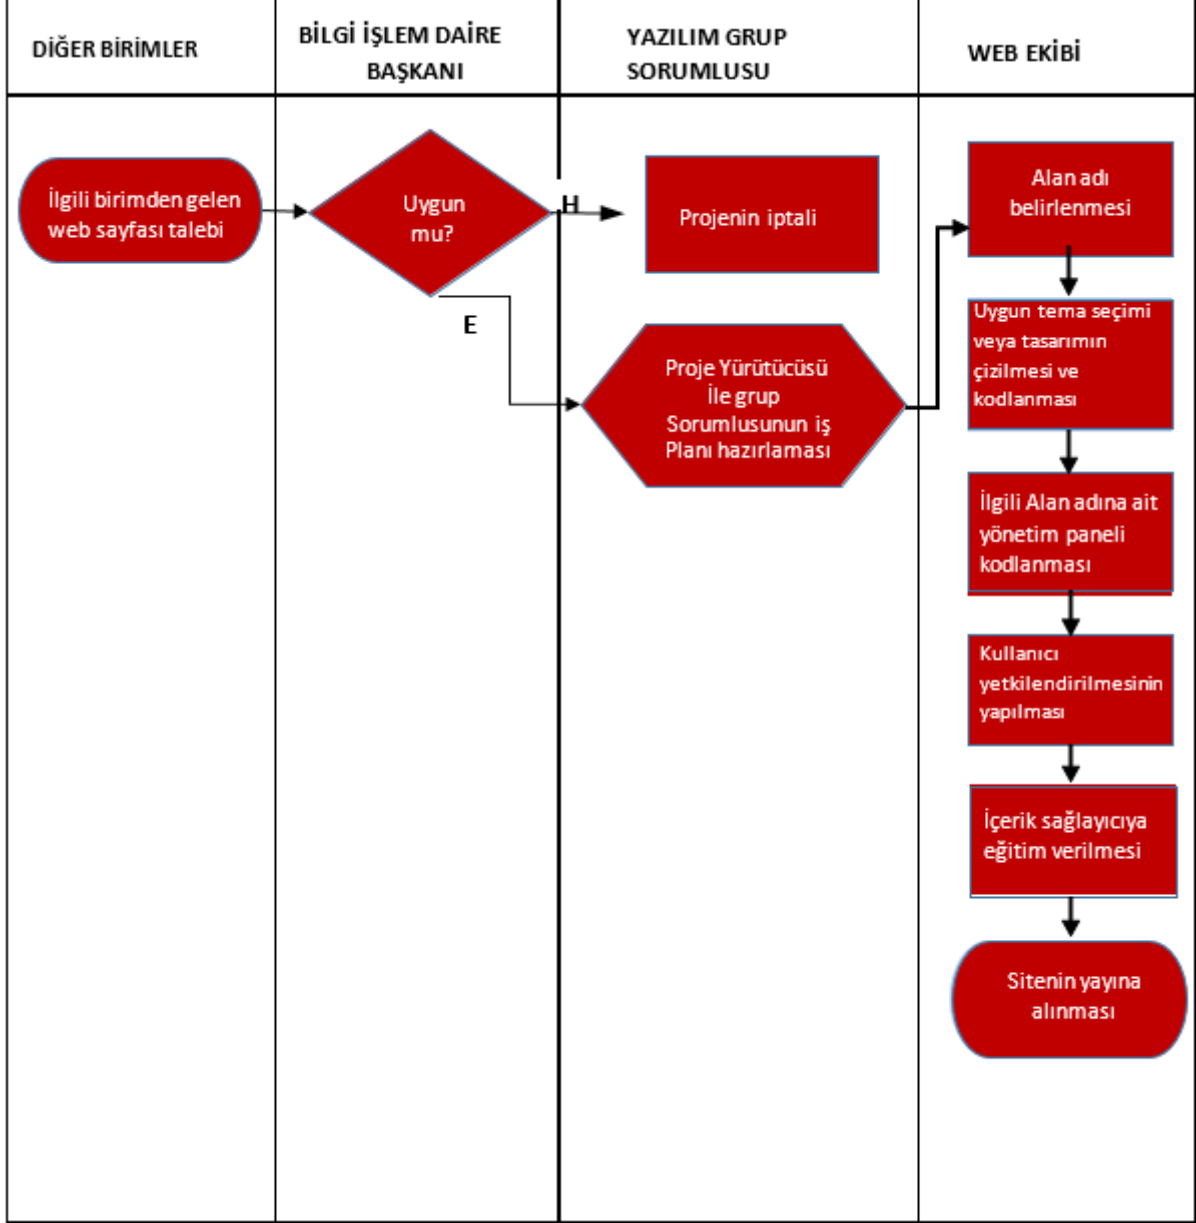 DİĞER BİRİMLER
BİLGİ İŞLEM DAİRE
BAŞKANI
YAZILIM GRUP
SORUMLUSU
WEB EKİBİ
İlgili birimden gelen
web sayfası talebi
Uygun
mu?
H
E
Projenin iptali
Proje Yürütücüsü
İle grup
Sorumlusunun iş
Planı hazırlaması
Alan adı
belirlenmesi
Uygun tema seçimi
veya tasarımın
çizilmesi ve
kodlanması
İlgili Alan adına ait
yönetim paneli
kodlanması
Kullanıcı
yetkilendirilmesinin
yapılması
İçerik sağlayıcıya
eğitim verilmesi
Sitenin yayına
alınması